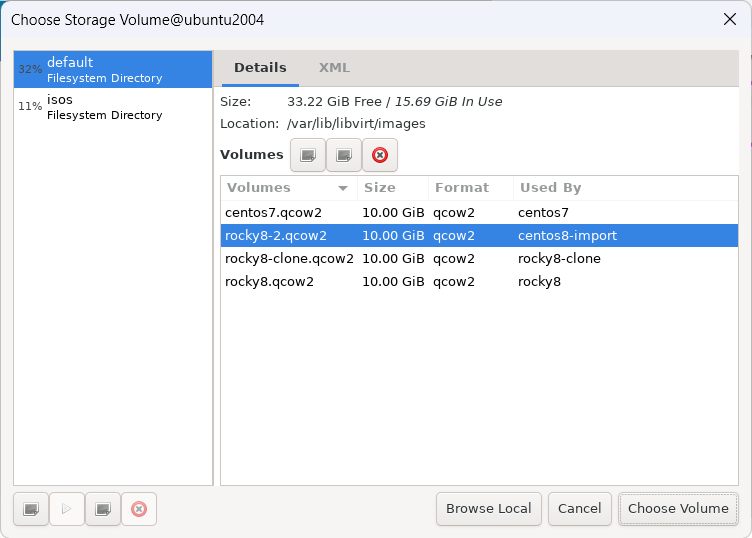 Choose Storage Volume@ubuntu2004
32% default
Filesystem Directory
11% isos
Filesystem Directory
Details XML
Size: 33.22 GiB Free / 15.69 GiB In Use
Location: /var/lib/libvirt/images
Volumes
Volumes Size Format Used By
centos7.qcow2 10.00 GiB qcow2 centos7
rocky8-2.qcow2 10.00 GiB qcow2 centos8-import
rocky8-clone.qcow2 10.00 GiB qcow2 rocky8-clone
rocky8.qcow2 10.00 GiB qcow2 rocky8
Browse Local Cancel Choose Volume